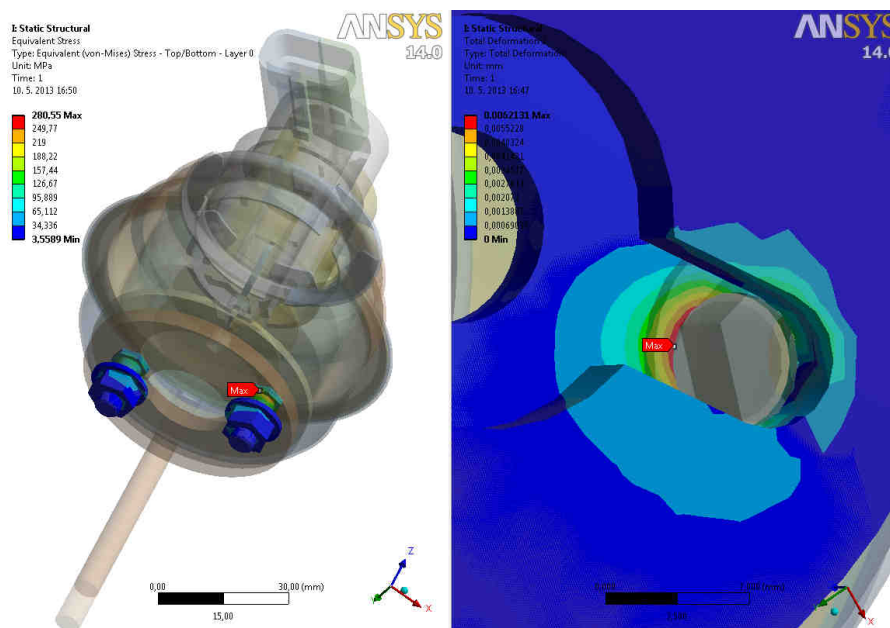 ANSYS
14.0
I: Static Structural
Equivalent Stress
Type: Equivalent (von-Mises) Stress - Top/Bottom - Layer 0
Unit: MPa
Time: 1
10. 5. 2013 16:50
280,55 Max
249,77
219
188,22
157,44
126,67
95,889
65,112
34,336
3,5589 Min
Max
0,00
30,00 (mm)
15,00
Z
X
ANSYS
14.0
I: Static Structural
Total Deformation
Type: Total Deformation
Unit: mm
Time: 1
10. 5. 2013 16:47
0,0062131 Max
0,0055228
0 Min
Max
0,000
(mm)
X